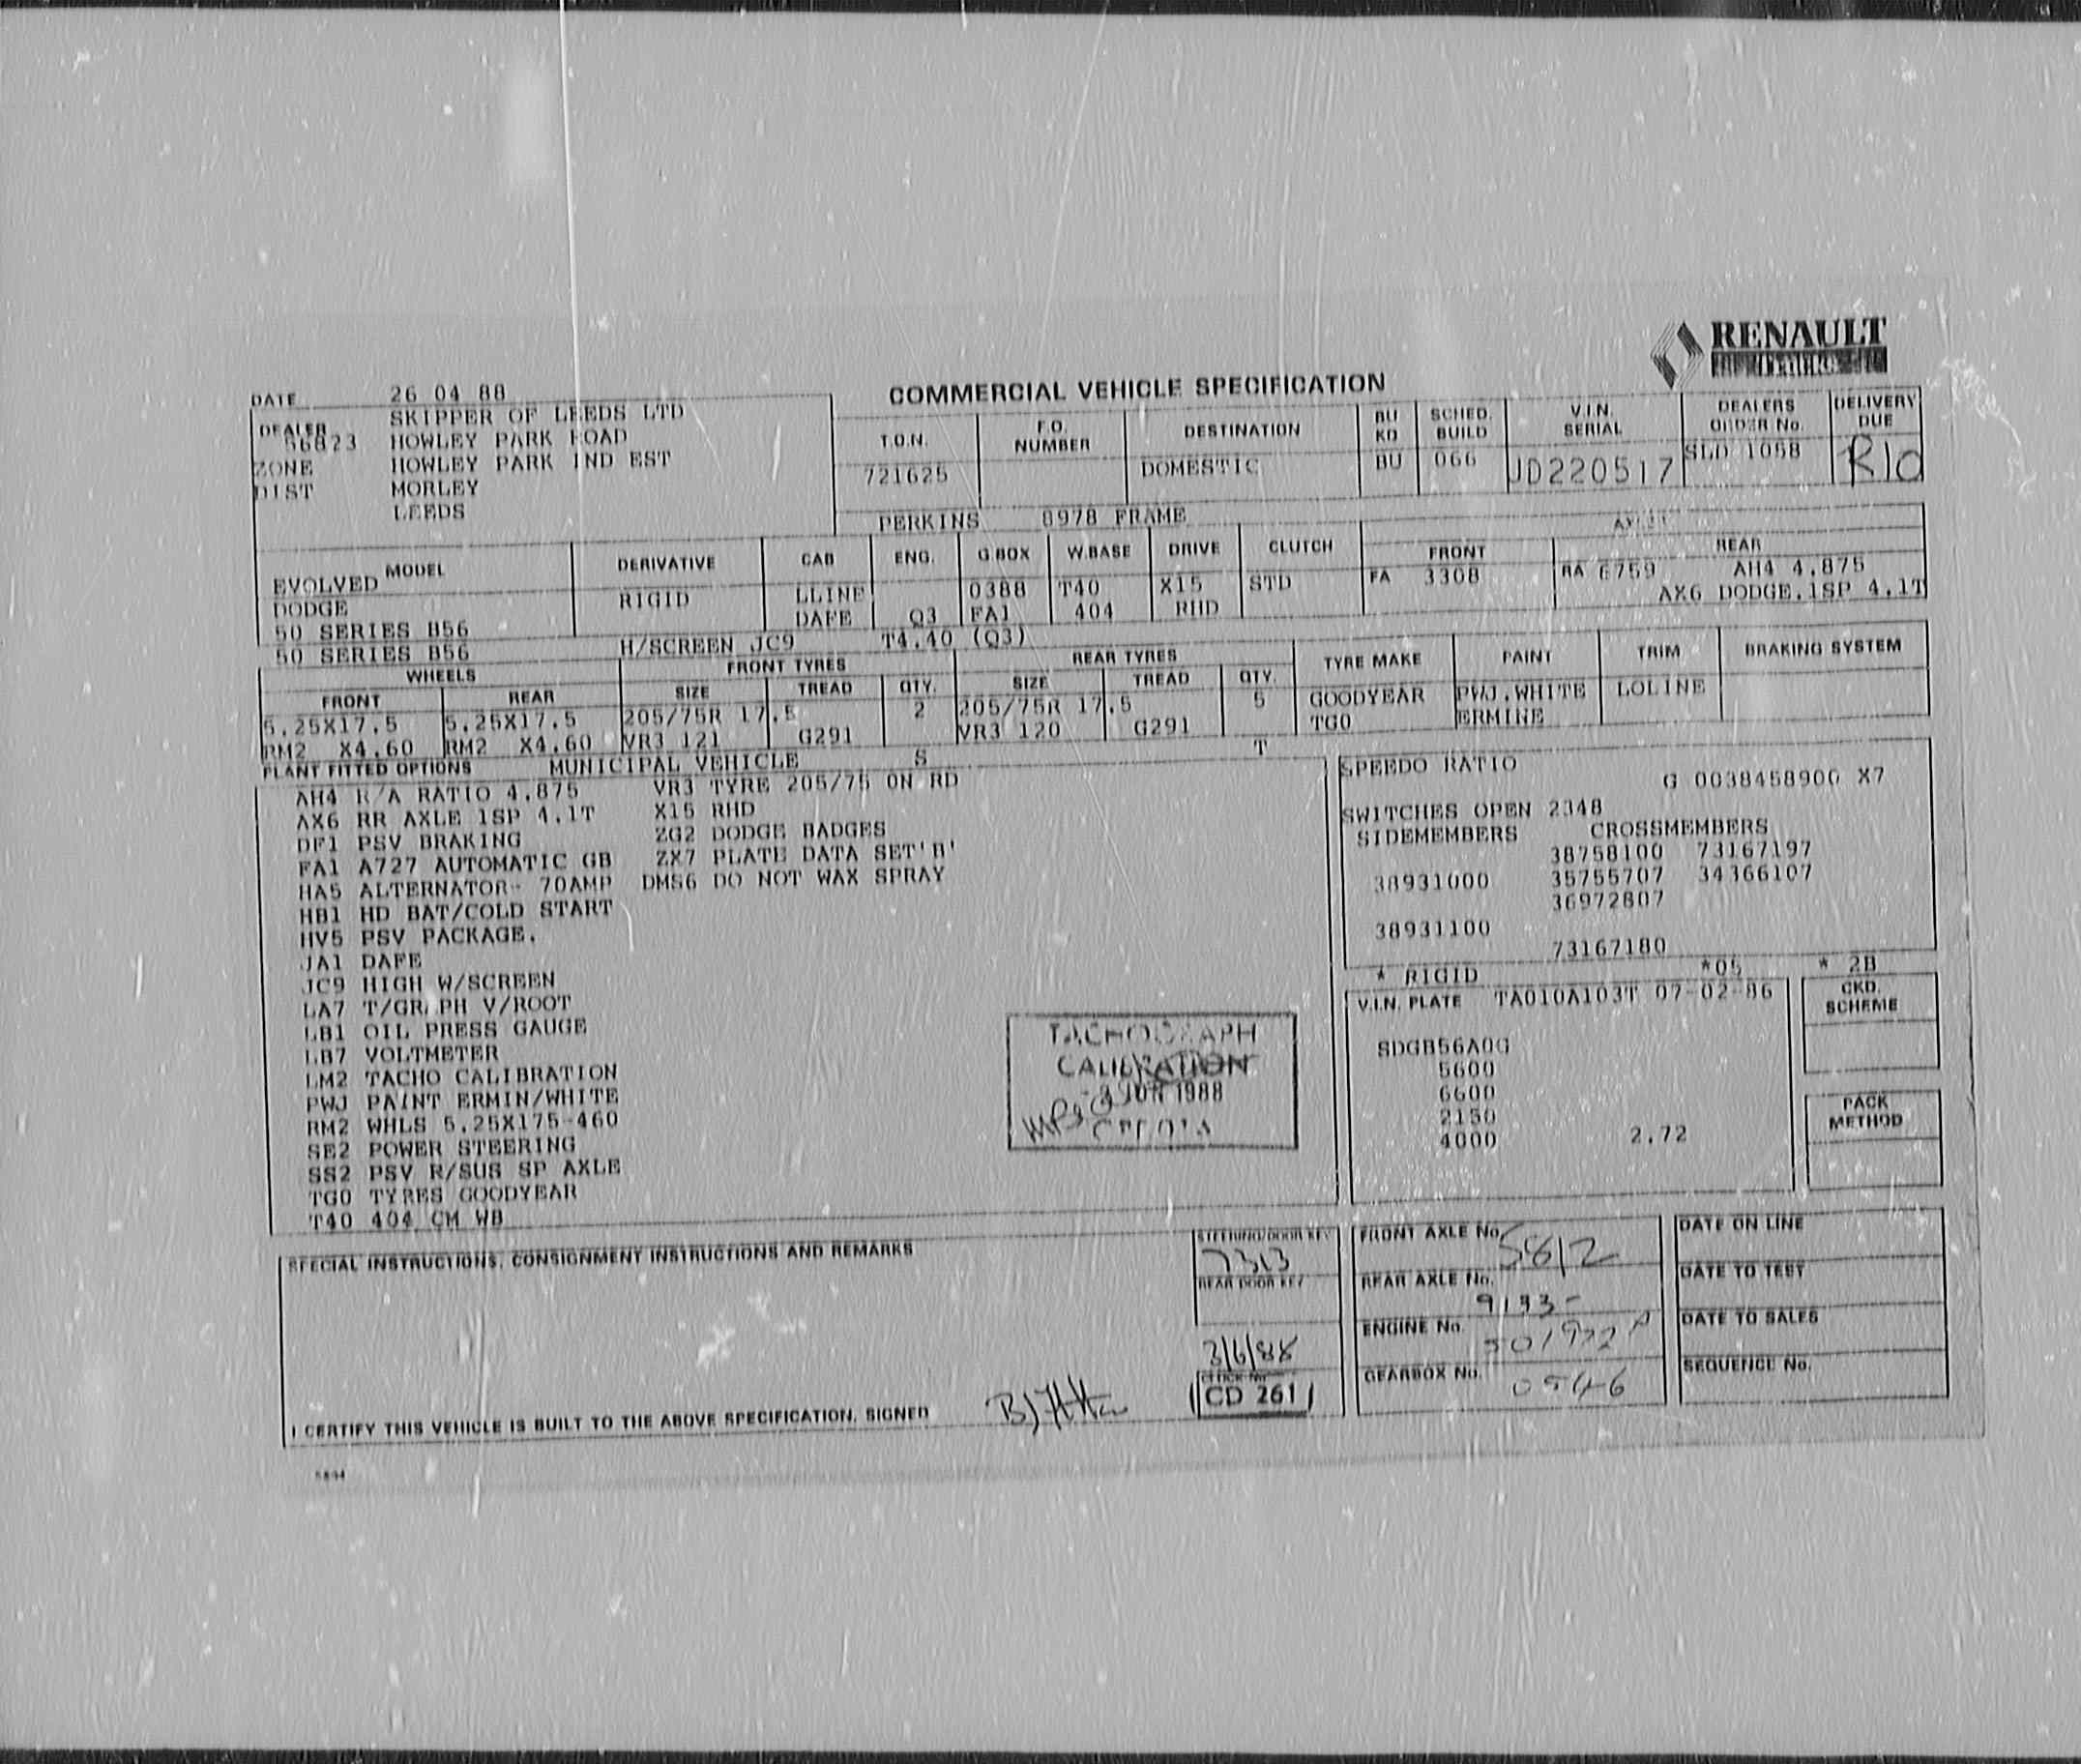 RENAULT
COMMERCIAL VEHICLE SPECIFICATION
DATE 26 04 88
DEALER SKIPPER OF LEEDS LTD
56823 HOWLEY PARK ROAD
ZONE HOWLEY PARK IND EST
DIST MORLEY
LEEDS
T.O.N. F.O. NUMBER DESTINATION BU KD SCHED. BUILD V.I.N. SERIAL DEALERS ORDER No. DELIVERY DUE
721625 DOMESTIC BU 066 JD220517 SLD 1058 R10
PERKINS 8978 FRAME
MODEL DERIVATIVE CAB ENG. G.BOX W.BASE DRIVE CLUTCH FRONT REAR
EVOLVED 0388 T40 X15 STD FA 3308 RA 6759 AH4 4.875
DODGE RIGID LLINE AX6 DODGE.1SP 4.1T
50 SERIES B56 DAFE Q3 FA1 404 RHD
50 SERIES B56 H/SCREEN JC9 T4.40 (Q3)
WHEELS FRONT TYRES REAR TYRES TYRE MAKE PAINT TRIM BRAKING SYSTEM
FRONT REAR SIZE TREAD QTY. SIZE TREAD QTY.
5.25X17.5 5.25X17.5 205/75R 17.5 2 205/75R 17.5 5 GOODYEAR PWJ.WHITE LOLINE
RM2 X4.60 RM2 X4.60 VR3 121 G291 VR3 120 G291 TG0 ERMINE
PLANT FITTED OPTIONS MUNICIPAL VEHICLE S T
AH4 R/A RATIO 4.875 VR3 TYRE 205/75 ON RD
AX6 RR AXLE 1SP 4.1T X15 RHD
DF1 PSV BRAKING ZG2 DODGE BADGES
FA1 A727 AUTOMATIC GB ZX7 PLATE DATA SET'B'
HA5 ALTERNATOR- 70AMP DMS6 DO NOT WAX SPRAY
HB1 HD BAT/COLD START
HV5 PSV PACKAGE.
JA1 DAFE
JC9 HIGH W/SCREEN
LA7 T/GR PH V/ROOT
LB1 OIL PRESS GAUGE
LB7 VOLTMETER
LM2 TACHO CALIBRATION
PWJ PAINT ERMIN/WHITE
RM2 WHLS 5.25X175-460
SE2 POWER STEERING
SS2 PSV R/SUS SP AXLE
TG0 TYRES GOODYEAR
T40 404 CM WB
TACHOGRAPH
CALIBRATION
JUN 1988
SPEEDO RATIO
G 0038458900 X7
SWITCHES OPEN 2348
SIDEMEMBERS CROSSMEMBERS
38758100 73167197
38931000 35755707 34366107
36972807
38931100
73167180
* RIGID *05 * 2B
V.I.N. PLATE TA010A103T 07-02-86
CKD. SCHEME
SDGB56A0G
5600
6600
2150
4000 2.72
PACK METHOD
SPECIAL INSTRUCTIONS, CONSIGNMENT INSTRUCTIONS AND REMARKS
STEERING/DOOR KEY
7313
REAR DOOR KEY
3/6/88
CLOCK No
CD 261
FRONT AXLE No. 5812
REAR AXLE No. 9193-
ENGINE No.
GEARBOX No. 0546
DATE ON LINE
DATE TO TEST
DATE TO SALES
SEQUENCE No.
I CERTIFY THIS VEHICLE IS BUILT TO THE ABOVE SPECIFICATION, SIGNED